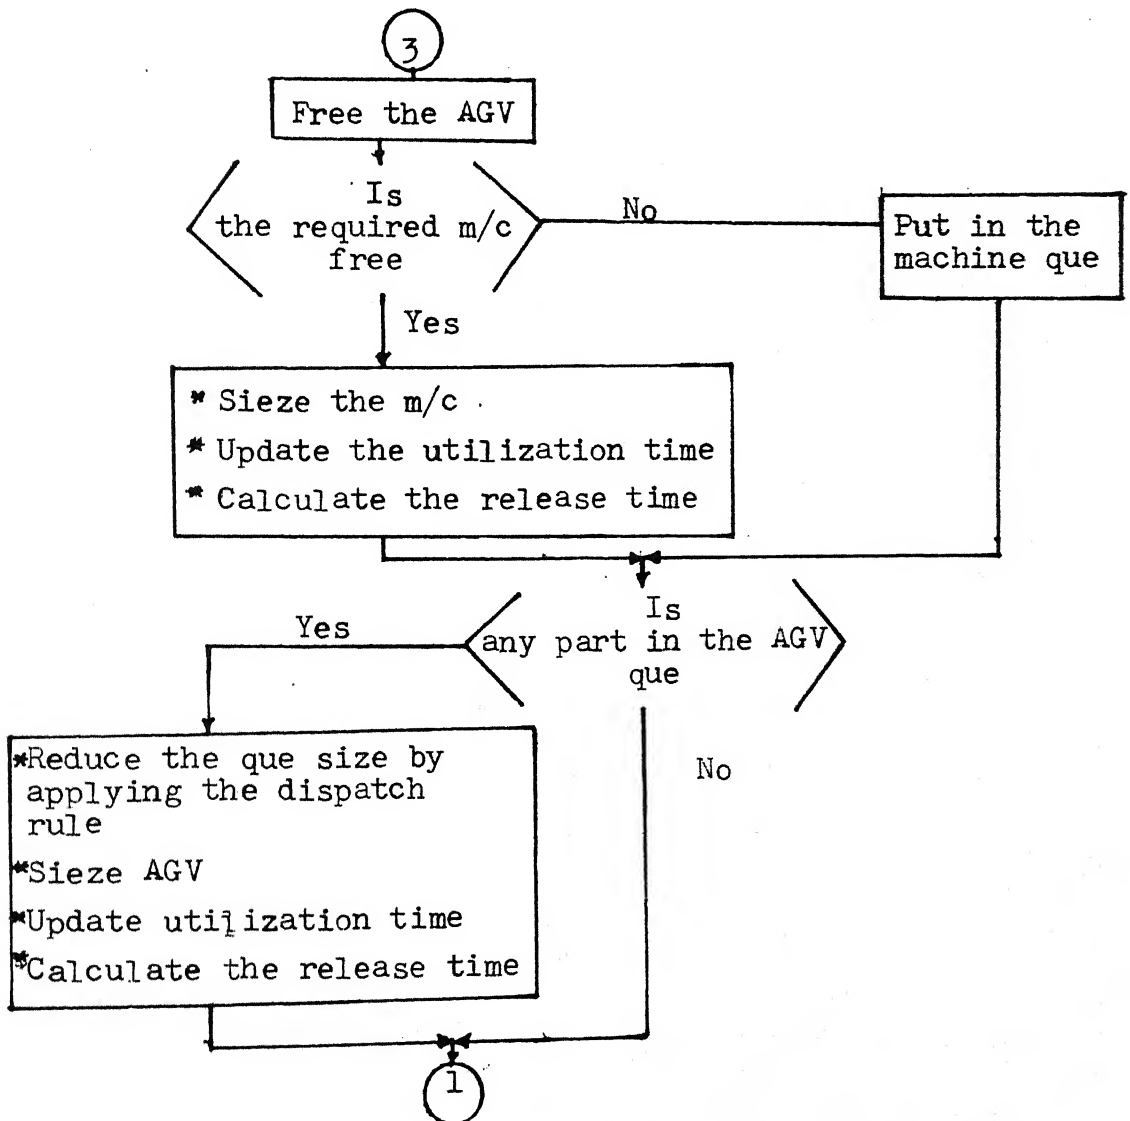 3
Free the AGV
Is
the required m/c
free
No
Put in the
machine que
Yes
* Sieze the m/c
* Update the utilization time
* Calculate the release time
Is
any part in the AGV
que
Yes
No
*Reduce the que size by
applying the dispatch
rule
*Sieze AGV
*Update utilization time
*Calculate the release time
1